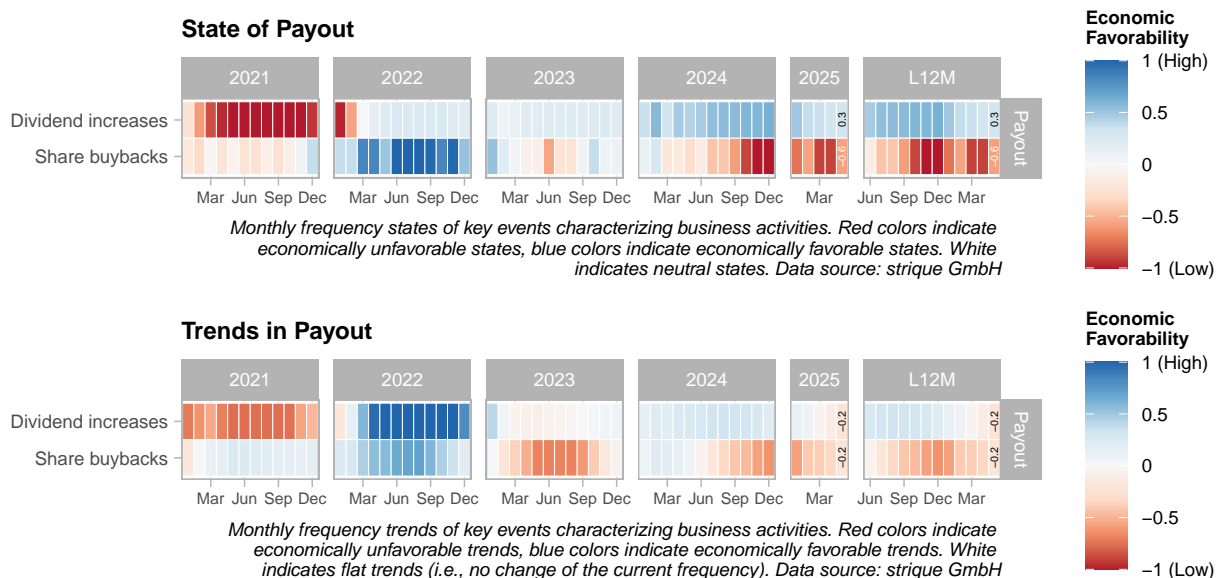 State of Payout
Economic
Favorability
2021 2022 2023 2024 2025 L12M
1 (High)
0.5
0
−0.5
−1 (Low)
Dividend increases
0.3 0.3
Share buybacks
−0.6 −0.6
Payout
Mar Jun Sep Dec Mar Jun Sep Dec Mar Jun Sep Dec Mar Jun Sep Dec Mar Jun Sep Dec Mar
Monthly frequency states of key events characterizing business activities. Red colors indicate
economically unfavorable states, blue colors indicate economically favorable states. White
indicates neutral states. Data source: strique GmbH
Trends in Payout
Economic
Favorability
2021 2022 2023 2024 2025 L12M
1 (High)
0.5
0
−0.5
−1 (Low)
Dividend increases
−0.2 −0.2
Share buybacks
−0.2 −0.2
Payout
Mar Jun Sep Dec Mar Jun Sep Dec Mar Jun Sep Dec Mar Jun Sep Dec Mar Jun Sep Dec Mar
Monthly frequency trends of key events characterizing business activities. Red colors indicate
economically unfavorable trends, blue colors indicate economically favorable trends. White
indicates flat trends (i.e., no change of the current frequency). Data source: strique GmbH